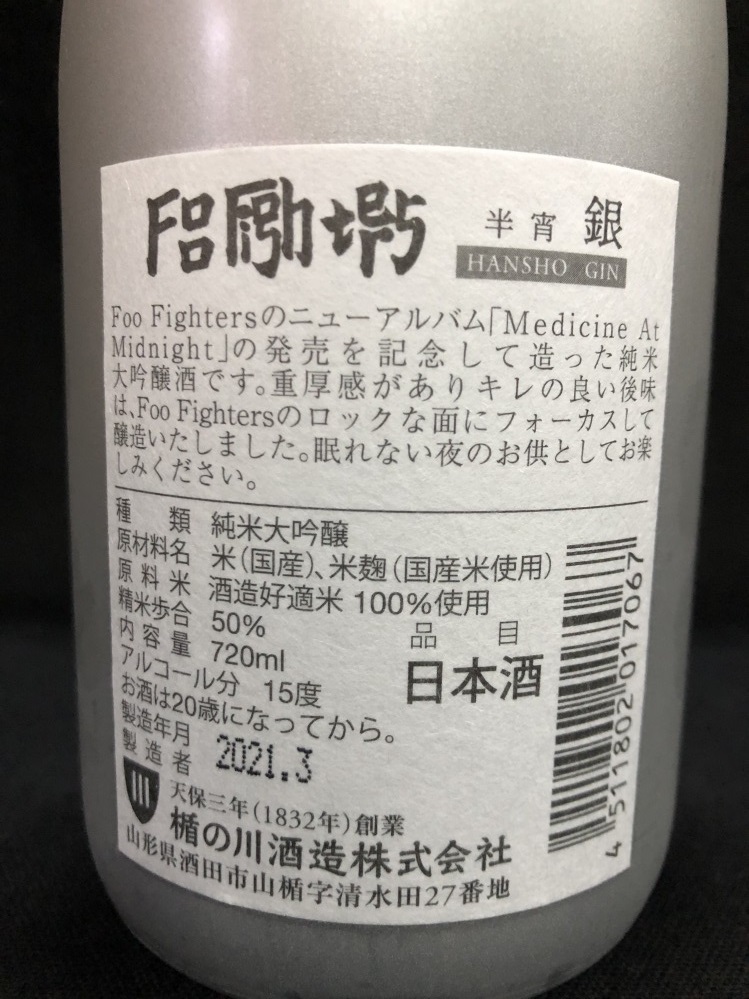 半宵 銀
HANSHO GIN
Foo Fightersのニューアルバム「Medicine At
Midnight」の発売を記念して造った純米
大吟醸酒です。重厚感がありキレの良い後味
は、Foo Fightersのロックな面にフォーカスして
醸造いたしました。眠れない夜のお供としてお楽
しみください。
種類 純米大吟醸
原材料名 米(国産)、米麹(国産米使用)
原料米 酒造好適米 100%使用
精米歩合 50%
内容量 720ml
品目
日本酒
アルコール分 15度
お酒は20歳になってから。
製造年月 2021.3
製造者
天保三年(1832年)創業
楯の川酒造株式会社
山形県酒田市山楯字清水田27番地
4511802017067